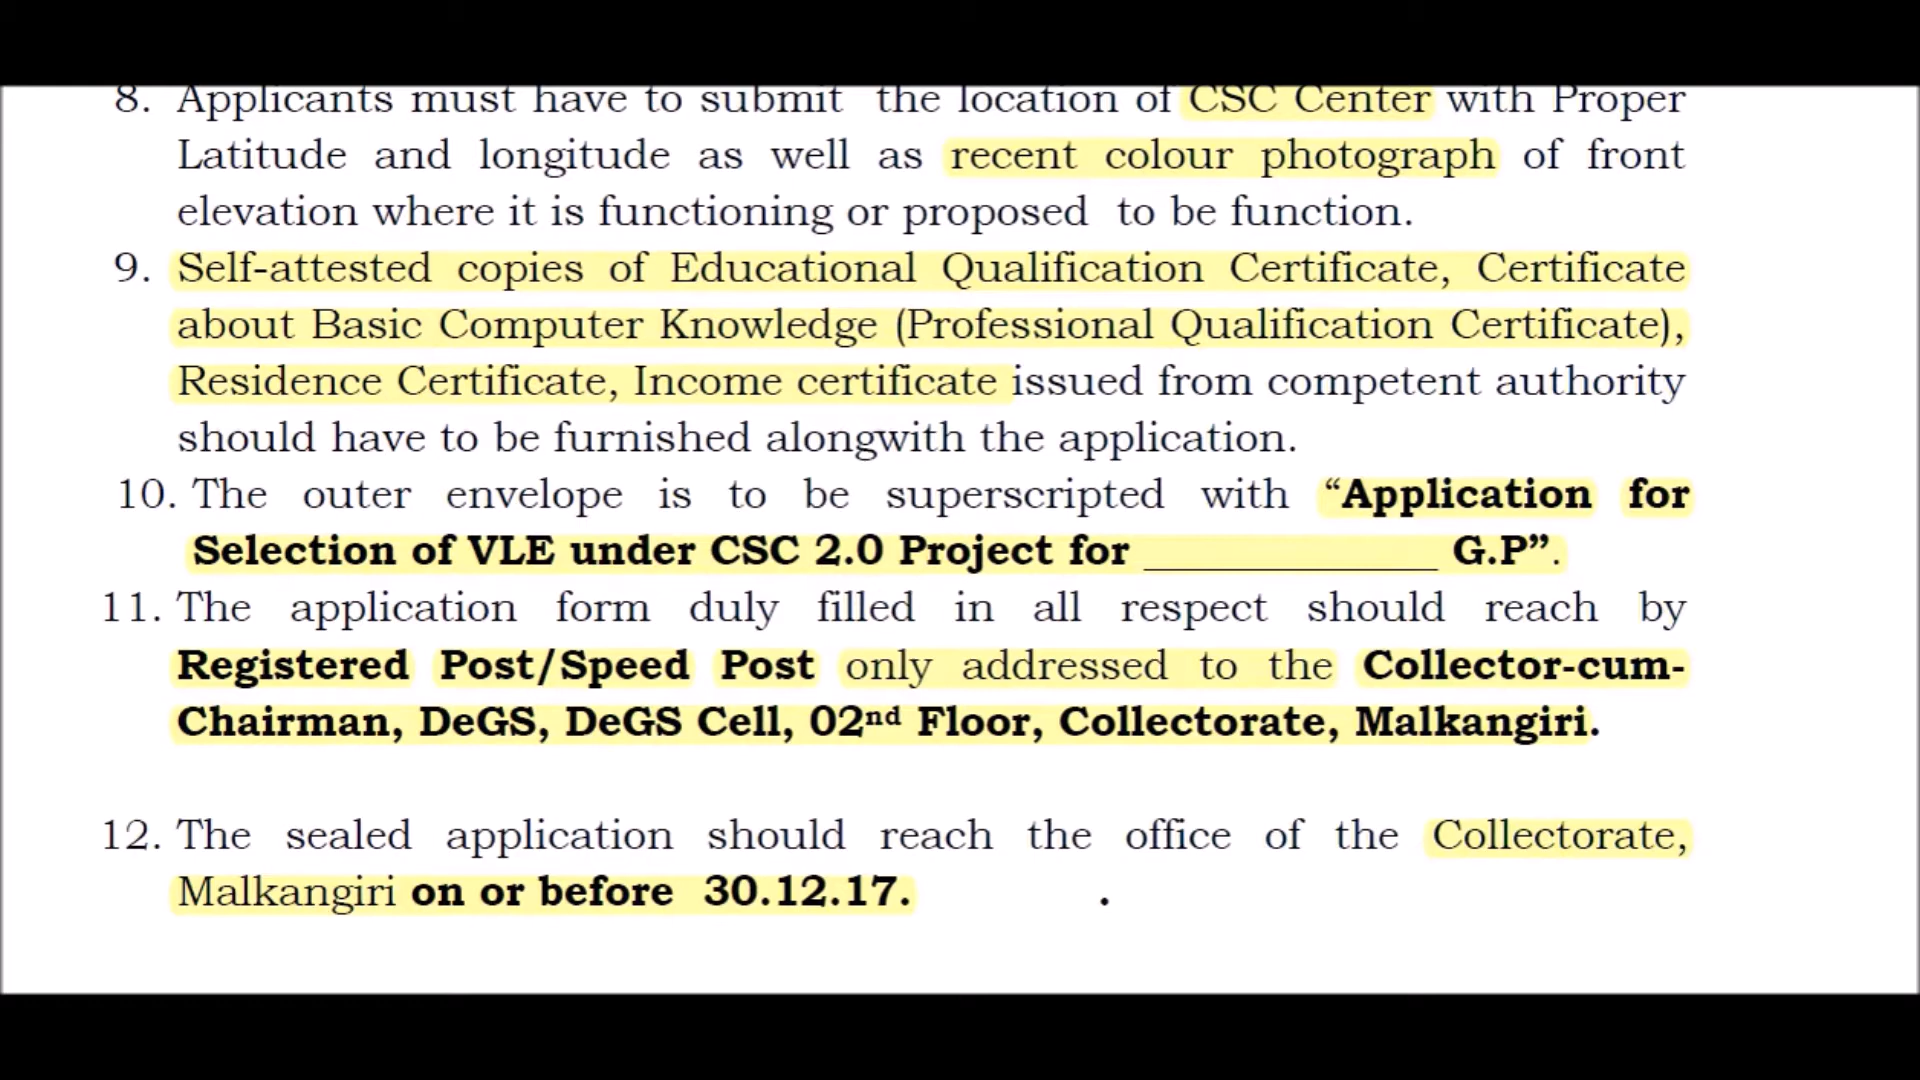 8. Applicants must have to submit the location of CSC Center with Proper
Latitude and longitude as well as recent colour photograph of front
elevation where it is functioning or proposed to be function.
9. Self-attested copies of Educational Qualification Certificate, Certificate
about Basic Computer Knowledge (Professional Qualification Certificate),
Residence Certificate, Income certificate issued from competent authority
should have to be furnished alongwith the application.
10. The outer envelope is to be superscripted with “Application for
Selection of VLE under CSC 2.0 Project for ______________ G.P”.
11. The application form duly filled in all respect should reach by
Registered Post/Speed Post only addressed to the Collector-cum-
Chairman, DeGS, DeGS Cell, 02nd Floor, Collectorate, Malkangiri.
12. The sealed application should reach the office of the Collectorate,
Malkangiri on or before 30.12.17. .